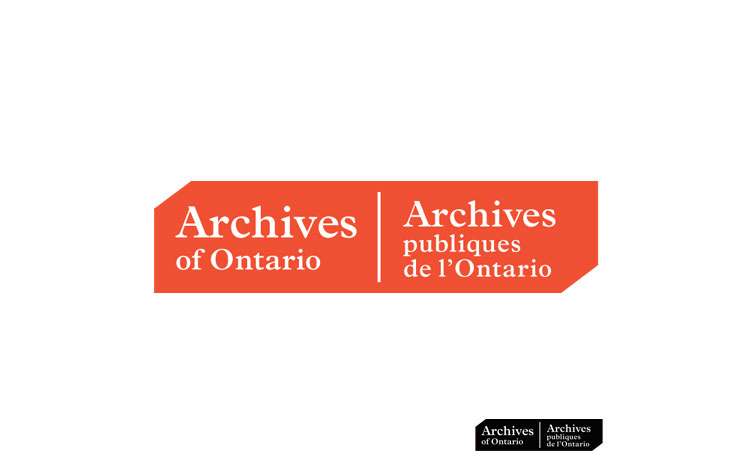 Archives
of Ontario
Archives
publiques
de l'Ontario
Archives
of Ontario
Archives
publiques
de l'Ontario